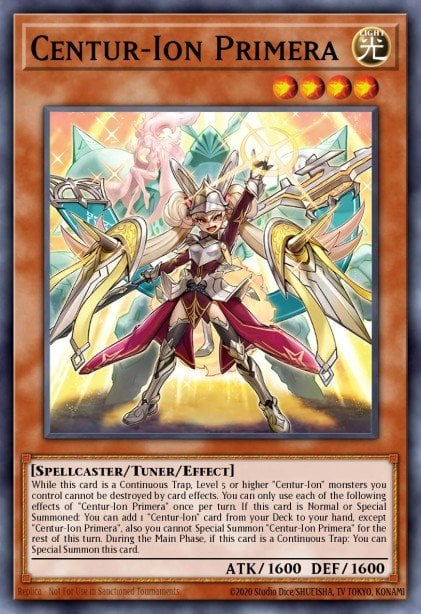 CENTUR-ION PRIMERA
LIGHT
光
[SPELLCASTER/TUNER/EFFECT]
While this card is a Continuous Trap, Level 5 or higher "Centur-Ion" monsters you
control cannot be destroyed by card effects. You can only use each of the following
effects of "Centur-Ion Primera" once per turn. If this card is Normal or Special
Summoned: You can add 1 "Centur-Ion" card from your Deck to your hand, except
"Centur-Ion Primera", also you cannot Special Summon "Centur-Ion Primera" for the
rest of this turn. During the Main Phase, if this card is a Continuous Trap: You can
Special Summon this card.
ATK/1600 DEF/1600
Replica - Not For Use in Sanctioned Tournaments
©2020 Studio Dice/SHUEISHA, TV TOKYO, KONAMI